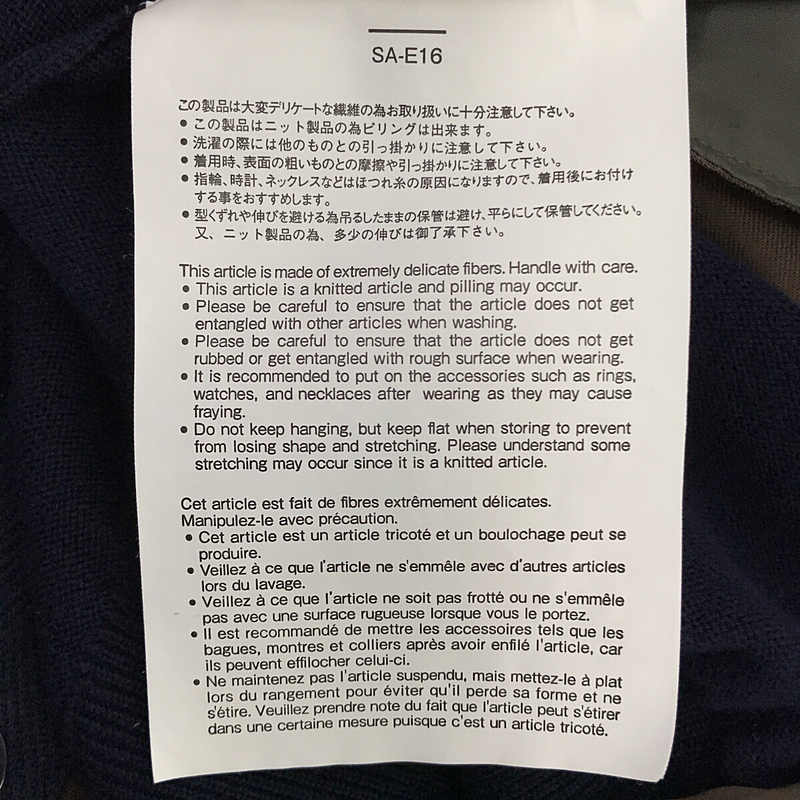 SA-E16
この製品は大変デリケートな繊維の為お取り扱いに十分注意して下さい。
● この製品はニット製品の為ピリングは出来ます。
● 洗濯の際には他のものとの引っ掛かりに注意して下さい。
● 着用時、表面の粗いものとの摩擦や引っ掛かりに注意して下さい。
● 指輪、時計、ネックレスなどはほつれ糸の原因になりますので、着用後にお付け
する事をおすすめします。
● 型くずれや伸びを避ける為吊るしたままの保管は避け、平らにして保管してください。
又、ニット製品の為、多少の伸びは御了承下さい。
This article is made of extremely delicate fibers. Handle with care.
● This article is a knitted article and pilling may occur.
● Please be careful to ensure that the article does not get
entangled with other articles when washing.
● Please be careful to ensure that the article does not get
rubbed or get entangled with rough surface when wearing.
● It is recommended to put on the accessories such as rings,
watches, and necklaces after wearing as they may cause
fraying.
● Do not keep hanging, but keep flat when storing to prevent
from losing shape and stretching. Please understand some
stretching may occur since it is a knitted article.
Cet article est fait de fibres extrêmement délicates.
Manipulez-le avec précaution.
● Cet article est un article tricoté et un boulochage peut se
produire.
● Veillez à ce que l'article ne s'emmêle avec d'autres articles
lors du lavage.
● Veillez à ce que l'article ne soit pas frotté ou ne s'emmêle
pas avec une surface rugueuse lorsque vous le portez.
● Il est recommandé de mettre les accessoires tels que les
bagues, montres et colliers après avoir enfilé l'article, car
ils peuvent effilocher celui-ci.
● Ne maintenez pas l'article suspendu, mais mettez-le à plat
lors du rangement pour éviter qu'il perde sa forme et ne
s'étire. Veuillez prendre note du fait que l'article peut s'étirer
dans une certaine mesure puisque c'est un article tricoté.